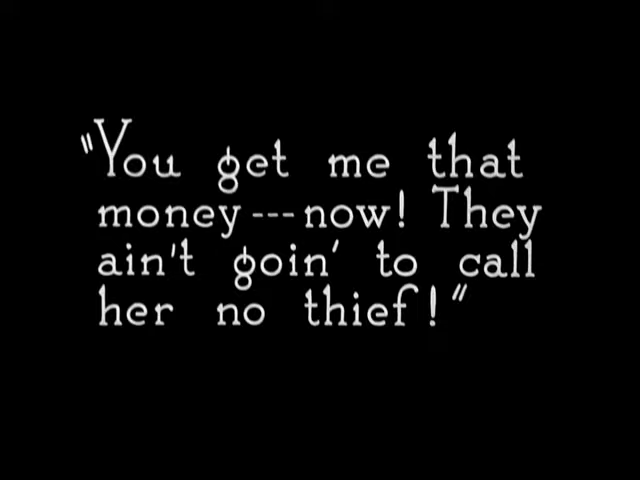 "You get me that
money---now! They
ain't goin' to call
her no thief!"